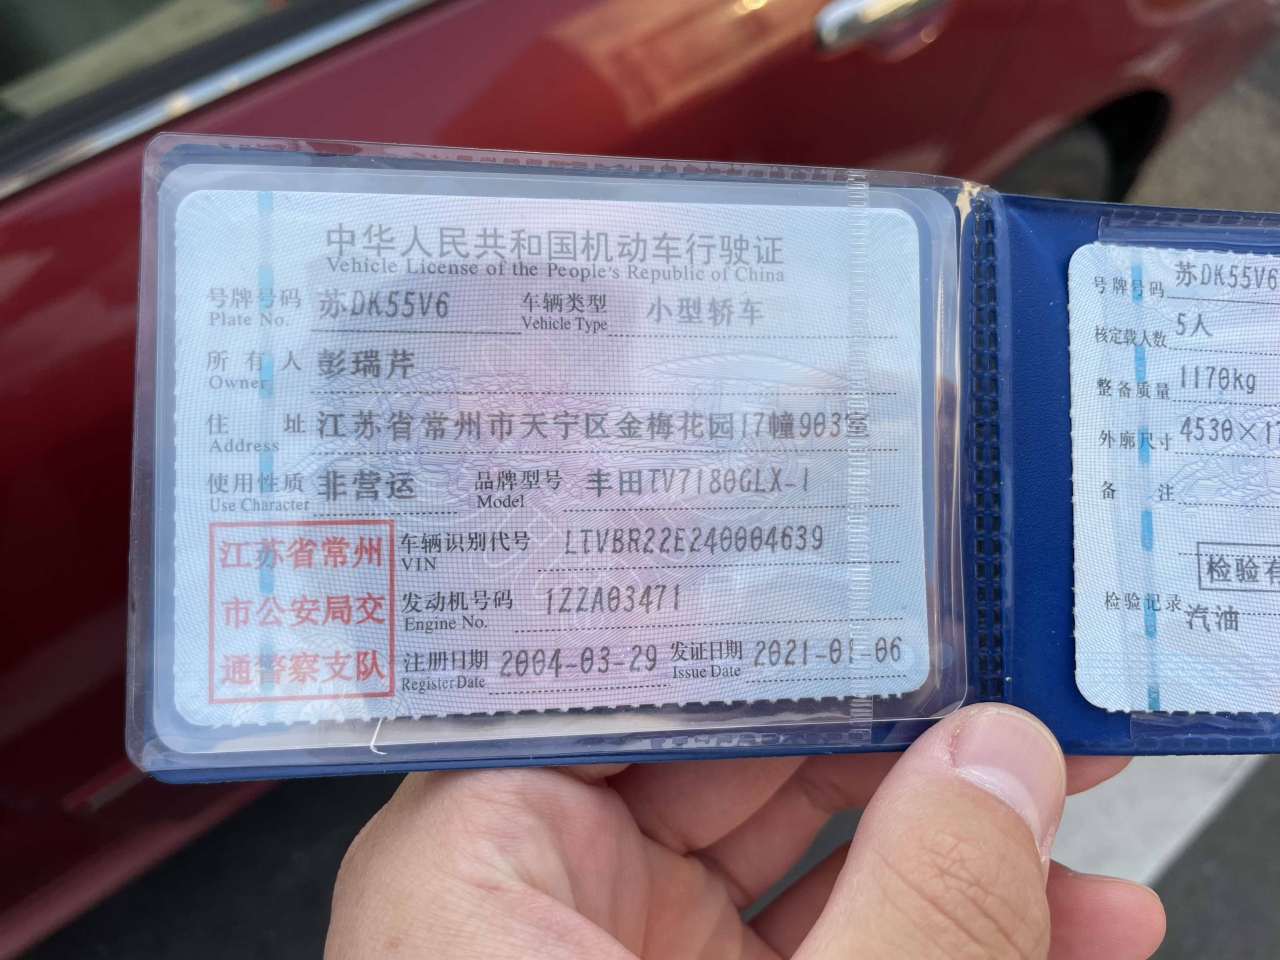 中华人民共和国机动车行驶证
Vehicle License of the People's Republic of China
号牌号码 苏DK55V6 车辆类型 小型轿车
Plate No. Vehicle Type
所有人 彭瑞芹
Owner
住址 江苏省常州市天宁区金梅花园17幢903室
Address
使用性质 非营运 品牌型号 丰田TV7180GLX-I
Use Character Model
江苏省常州
市公安局交
通警察支队
车辆识别代号 LTVBR22E240004639
VIN
发动机号码 1ZZA03471
Engine No.
注册日期 2004-03-29 发证日期 2021-01-06
Register Date Issue Date
号牌号码 苏DK55V6
核定载人数 5人
整备质量 1170kg
外廓尺寸 4530×17
备注
检验有
检验记录 汽油